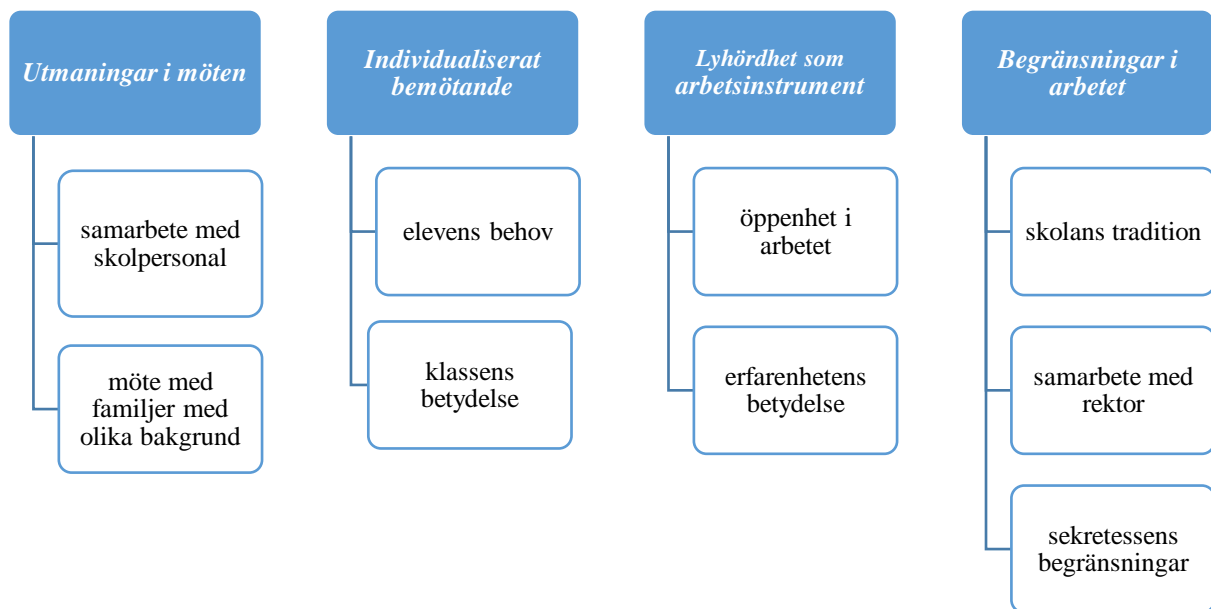 Utmaningar i möten
samarbete med
skolpersonal
möte med
familjer med
olika bakgrund
Individualiserat
bemötande
elevens behov
klassens
betydelse
Lyhördhet som
arbetsinstrument
öppenhet i
arbetet
erfarenhetens
betydelse
Begränsningar i
arbetet
skolans tradition
samarbete med
rektor
sekretessens
begränsningar